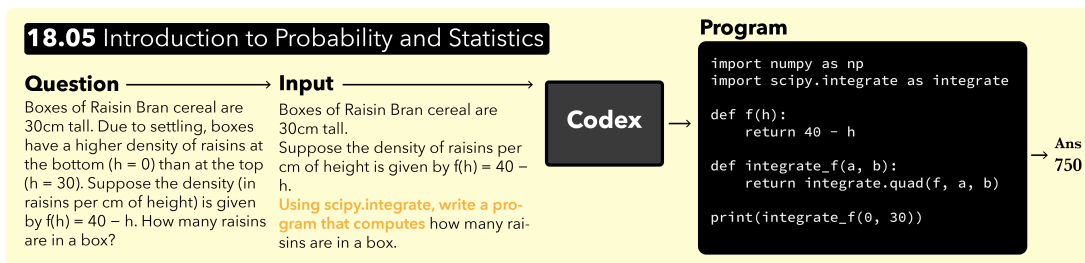 18.05 Introduction to Probability and Statistics
Question
Boxes of Raisin Bran cereal are
30cm tall. Due to settling, boxes
have a higher density of raisins at
the bottom (h = 0) than at the top
(h = 30). Suppose the density (in
raisins per cm of height) is given
by f(h) = 40 − h. How many raisins
are in a box?
Input
Boxes of Raisin Bran cereal are
30cm tall.
Suppose the density of raisins per
cm of height is given by f(h) = 40 −
h.
Using scipy.integrate, write a pro-
gram that computes how many rai-
sins are in a box.
Codex
Program
import numpy as np
import scipy.integrate as integrate
def f(h):
    return 40 − h
def integrate_f(a, b):
    return integrate.quad(f, a, b)
print(integrate_f(0, 30))
Ans
750